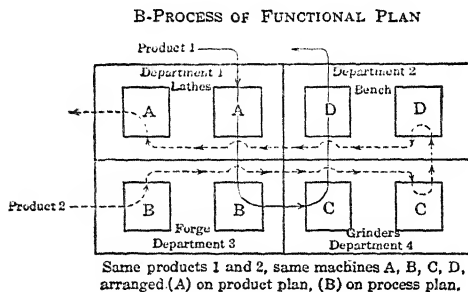 B-PROCESS OF FUNCTIONAL PLAN
Product 1
Department 1
Lathes
Department 2
Bench
A A D D
Product 2
B B C C
Forge
Department 3
Grinders
Department 4
Same products 1 and 2, same machines A, B, C, D,
arranged (A) on product plan, (B) on process plan.